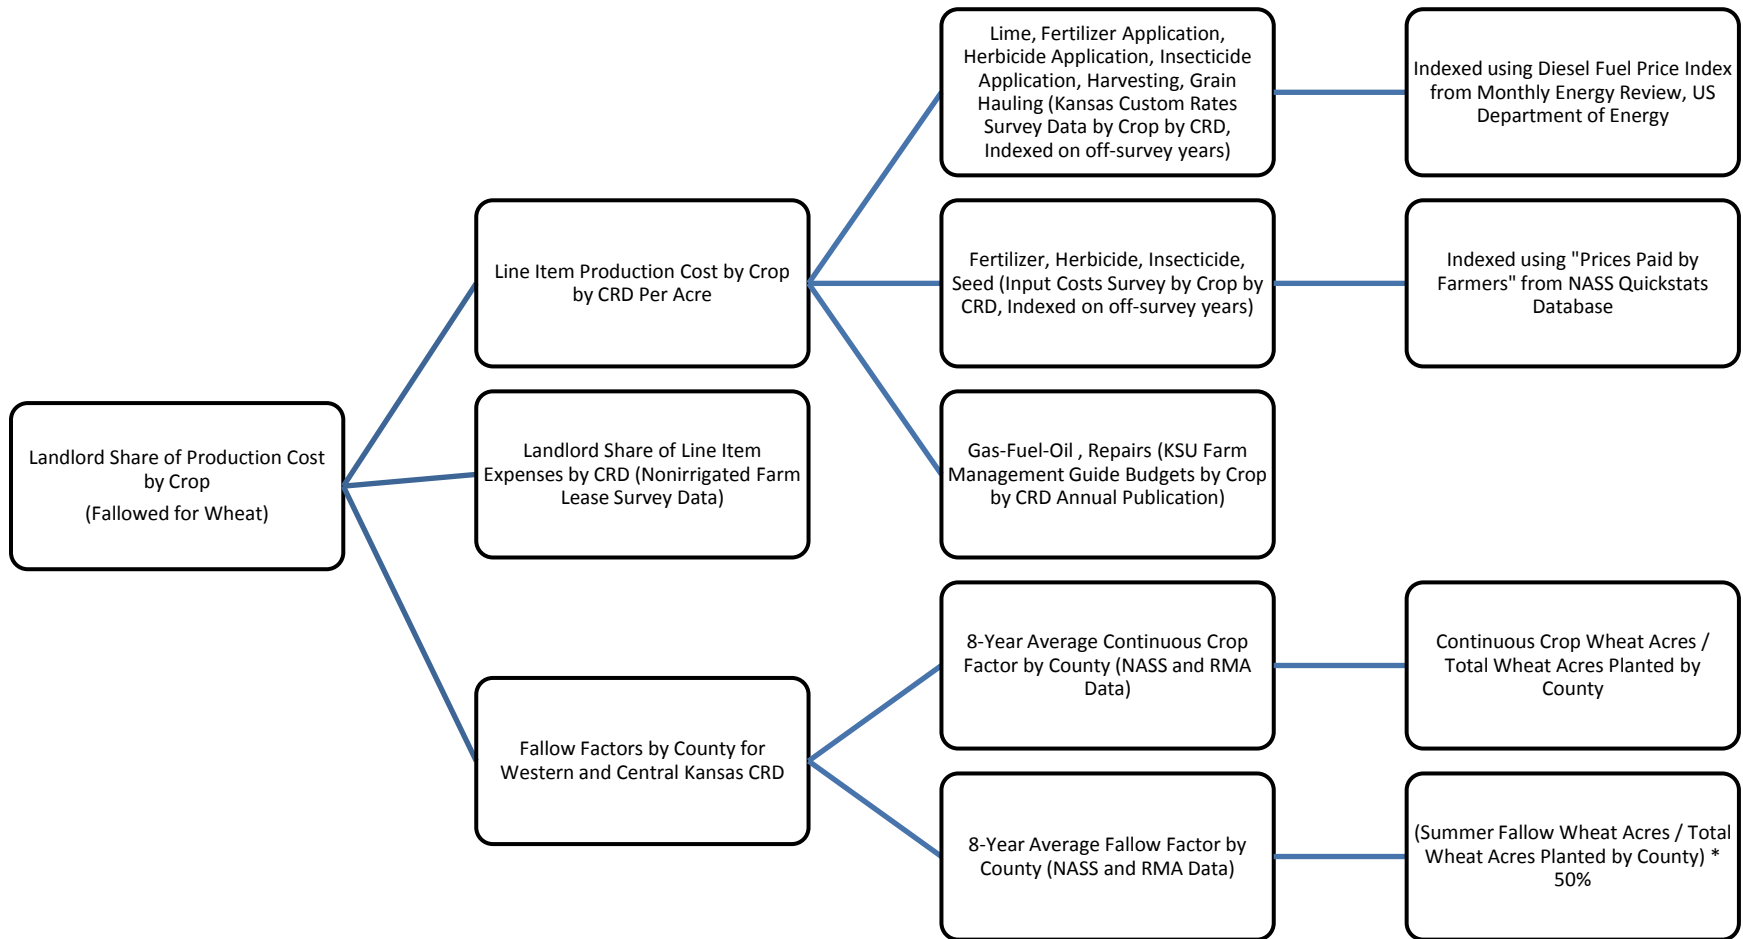 Landlord Share of Production Cost
by Crop
(Fallowed for Wheat)
Line Item Production Cost by Crop
by CRD Per Acre
Lime, Fertilizer Application,
Herbicide Application, Insecticide
Application, Harvesting, Grain
Hauling (Kansas Custom Rates
Survey Data by Crop by CRD,
Indexed on off-survey years)
Indexed using Diesel Fuel Price Index
from Monthly Energy Review, US
Department of Energy
Fertilizer, Herbicide, Insecticide,
Seed (Input Costs Survey by Crop by
CRD, Indexed on off-survey years)
Indexed using "Prices Paid by
Farmers" from NASS Quickstats
Database
Gas-Fuel-Oil , Repairs (KSU Farm
Management Guide Budgets by Crop
by CRD Annual Publication)
Landlord Share of Line Item
Expenses by CRD (Nonirrigated Farm
Lease Survey Data)
Fallow Factors by County for
Western and Central Kansas CRD
8-Year Average Continuous Crop
Factor by County (NASS and RMA
Data)
Continuous Crop Wheat Acres /
Total Wheat Acres Planted by
County
8-Year Average Fallow Factor by
County (NASS and RMA Data)
(Summer Fallow Wheat Acres / Total
Wheat Acres Planted by County) *
50%